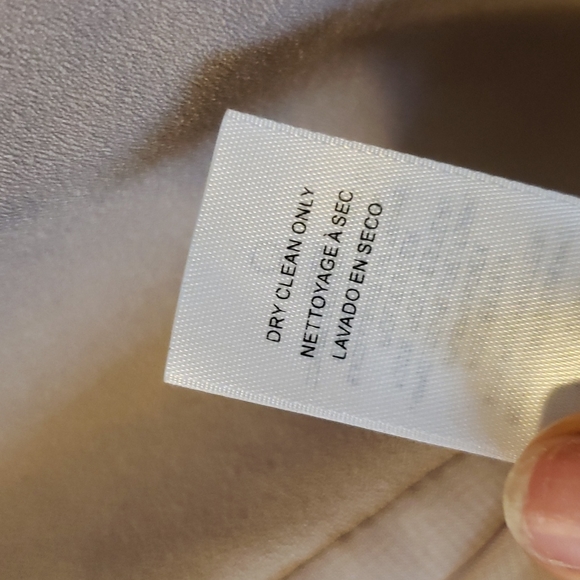 DRY CLEAN ONLY
NETTOYAGE À SEC
LAVADO EN SECO